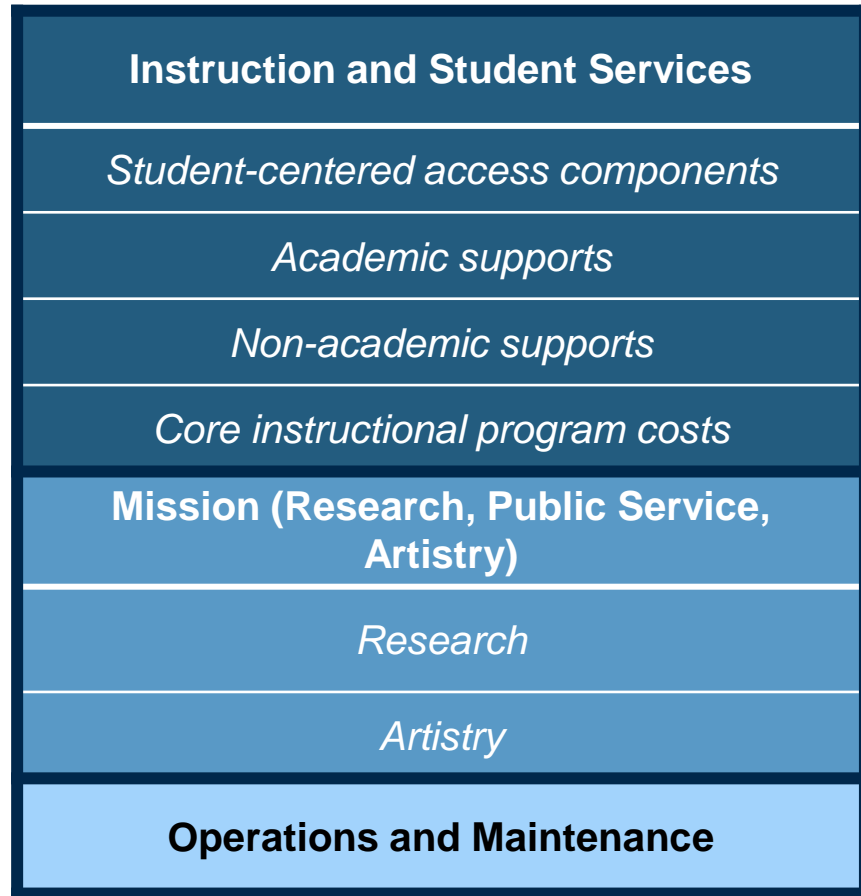 Instruction and Student Services
Student-centered access components
Academic supports
Non-academic supports
Core instructional program costs
Mission (Research, Public Service,
Artistry)
Research
Artistry
Operations and Maintenance